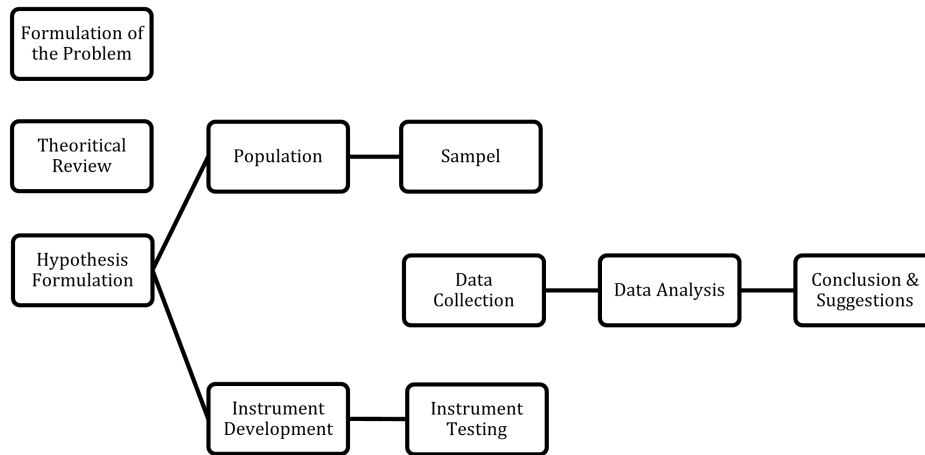 Formulation of
the Problem
Theoritical
Review
Population
Sampel
Hypothesis
Formulation
Data
Collection
Data Analysis
Conclusion &
Suggestions
Instrument
Development
Instrument
Testing